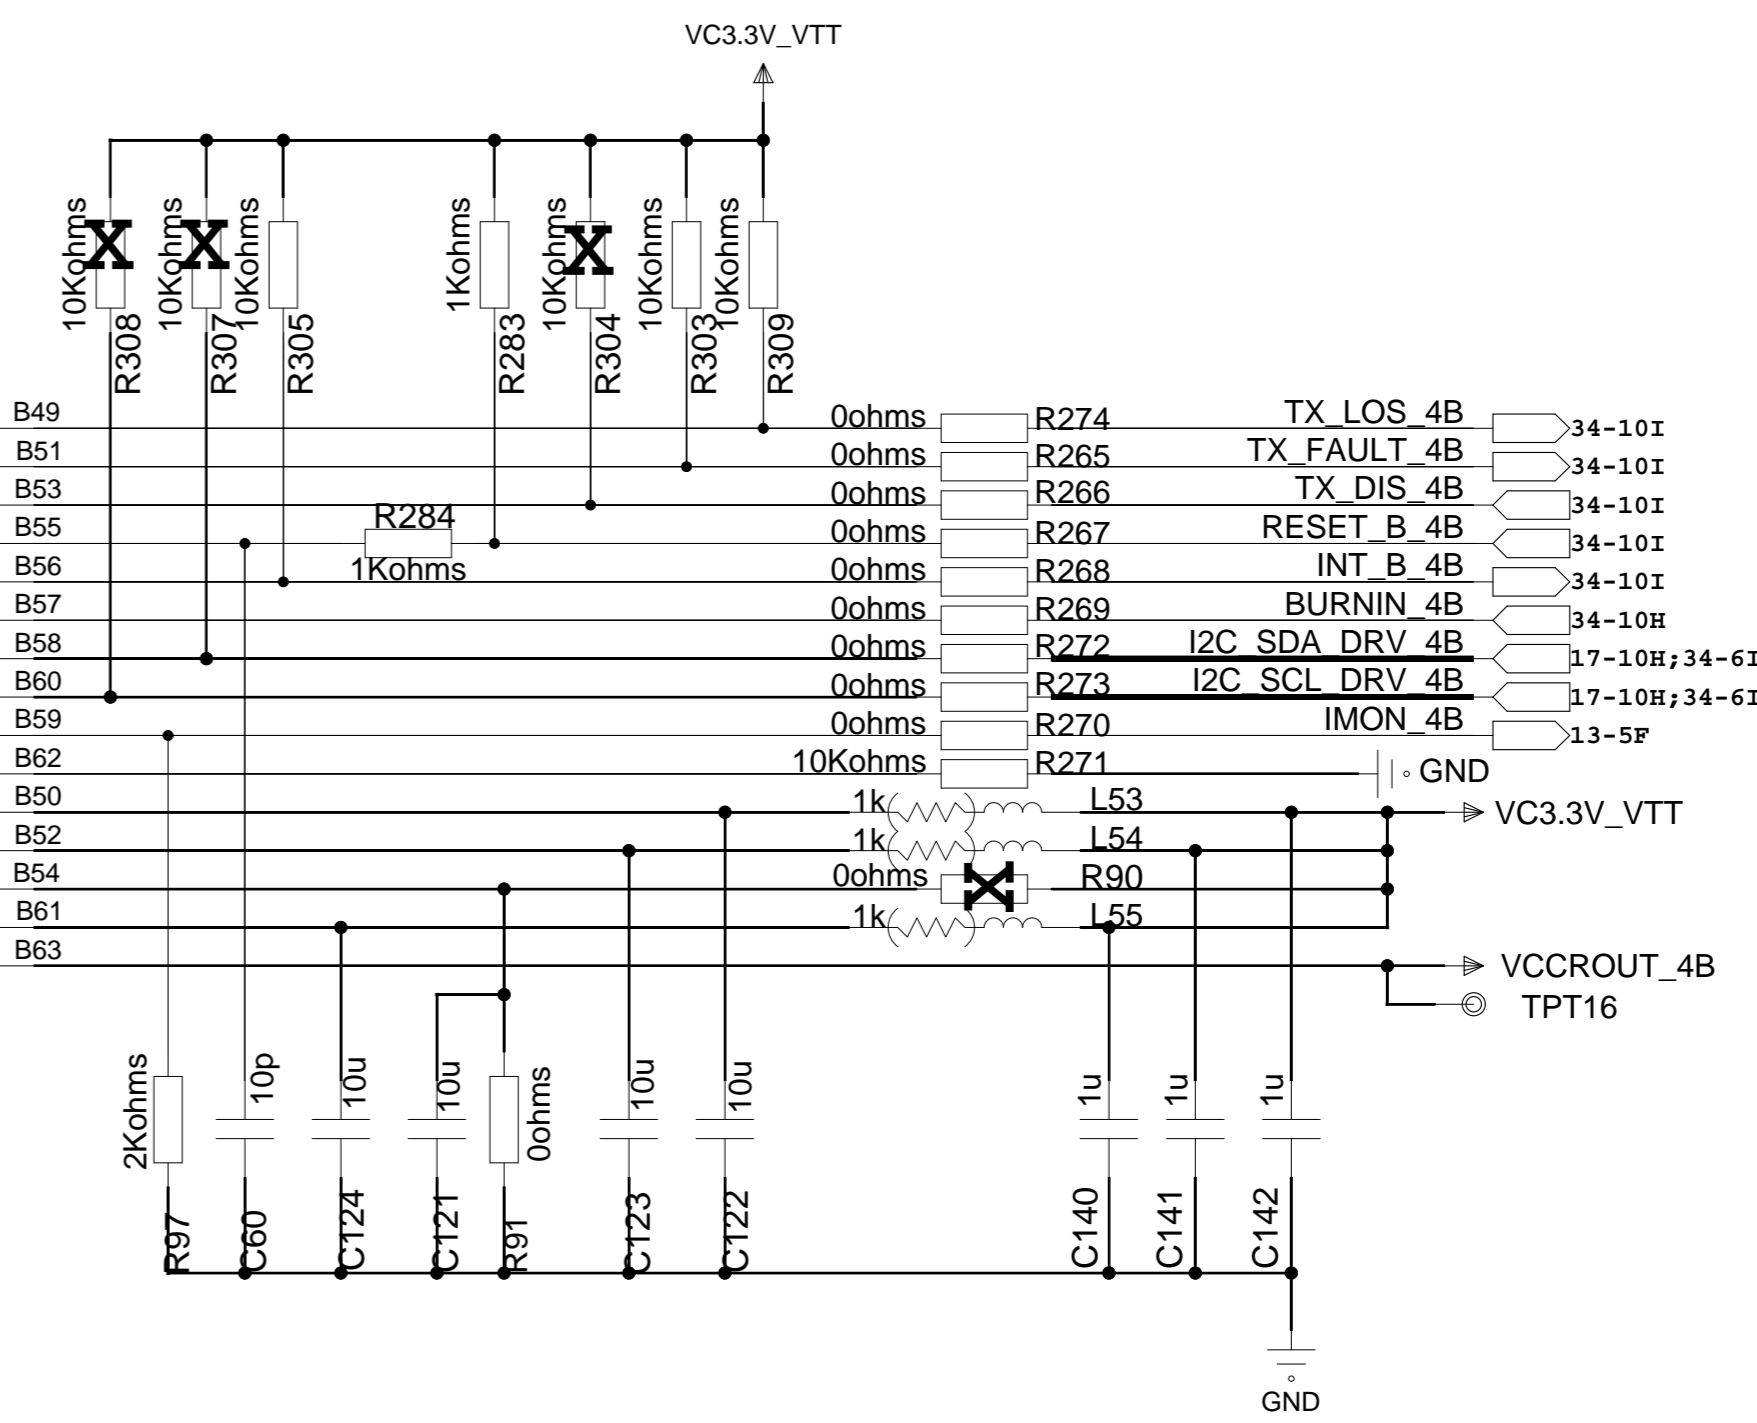 VC3.3V_VTT
10Kohms
10Kohms
10Kohms
1Kohms
10Kohms
10Kohms
10Kohms
R308
R307
R305
R283
R304
R303
R309
B49 0ohms R274 TX_LOS_4B 34-10I
B51 0ohms R265 TX_FAULT_4B 34-10I
B53 0ohms R266 TX_DIS_4B 34-10I
R284
B55 0ohms R267 RESET_B_4B 34-10I
1Kohms
B56 0ohms R268 INT_B_4B 34-10I
B57 0ohms R269 BURNIN_4B 34-10H
B58 0ohms R272 I2C_SDA_DRV_4B 17-10H;34-6I
B60 0ohms R273 I2C_SCL_DRV_4B 17-10H;34-6I
B59 0ohms R270 IMON_4B 13-5F
B62 10Kohms R271 GND
B50 1k L53 VC3.3V_VTT
B52 1k L54
B54 0ohms R90
B61 1k L55
B63 VCCROUT_4B
TPT16
2Kohms
10p
10u
10u
0ohms
10u
10u
1u
1u
1u
R97
C60
C124
C121
R91
C123
C122
C140
C141
C142
GND